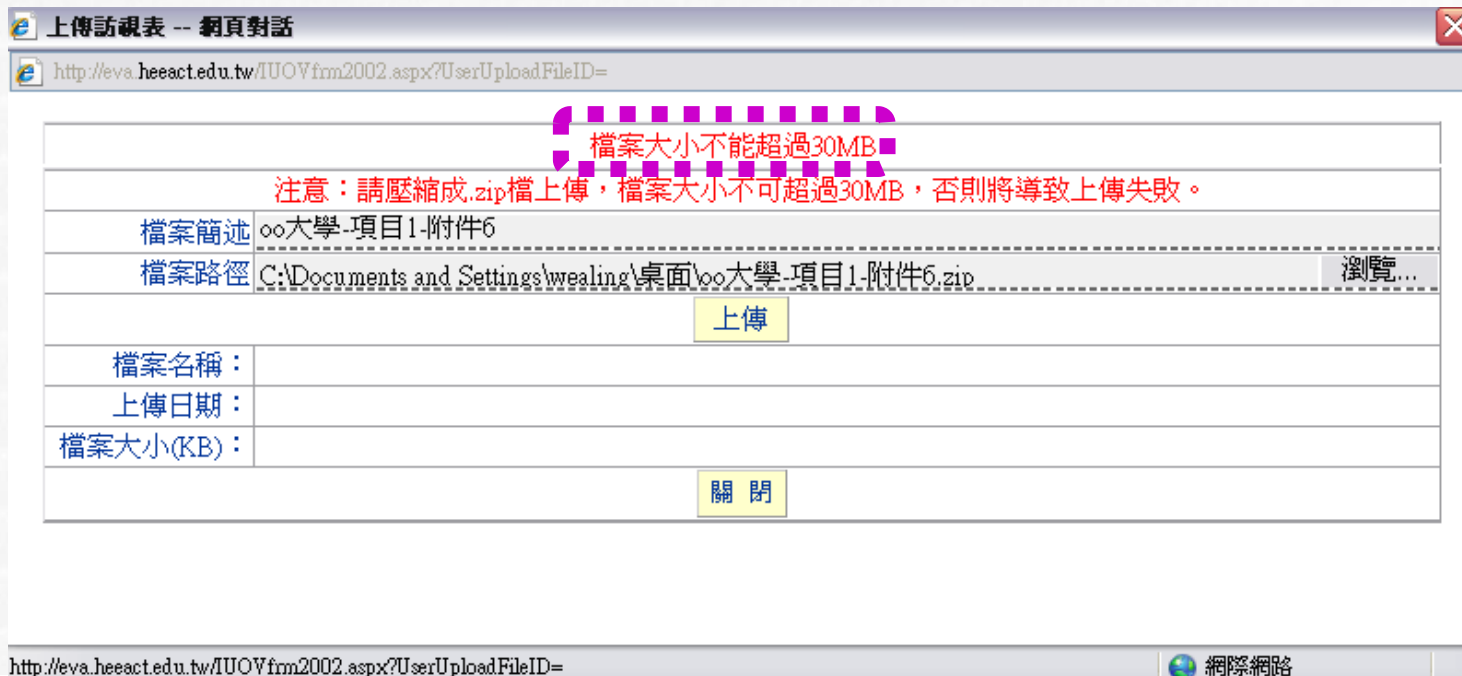 上傳訪視表 -- 網頁對話
http://eva.heeact.edu.tw/IUOVfrm2002.aspx?UserUploadFileID=
檔案大小不能超過30MB
注意：請壓縮成.zip檔上傳，檔案大小不可超過30MB，否則將導致上傳失敗。
檔案簡述 oo大學-項目1-附件6
檔案路徑 C:\Documents and Settings\wealing\桌面\oo大學-項目1-附件6.zip 瀏覽...
上傳
檔案名稱：
上傳日期：
檔案大小(KB)：
關 閉
http://eva.heeact.edu.tw/IUOVfrm2002.aspx?UserUploadFileID= 網際網路